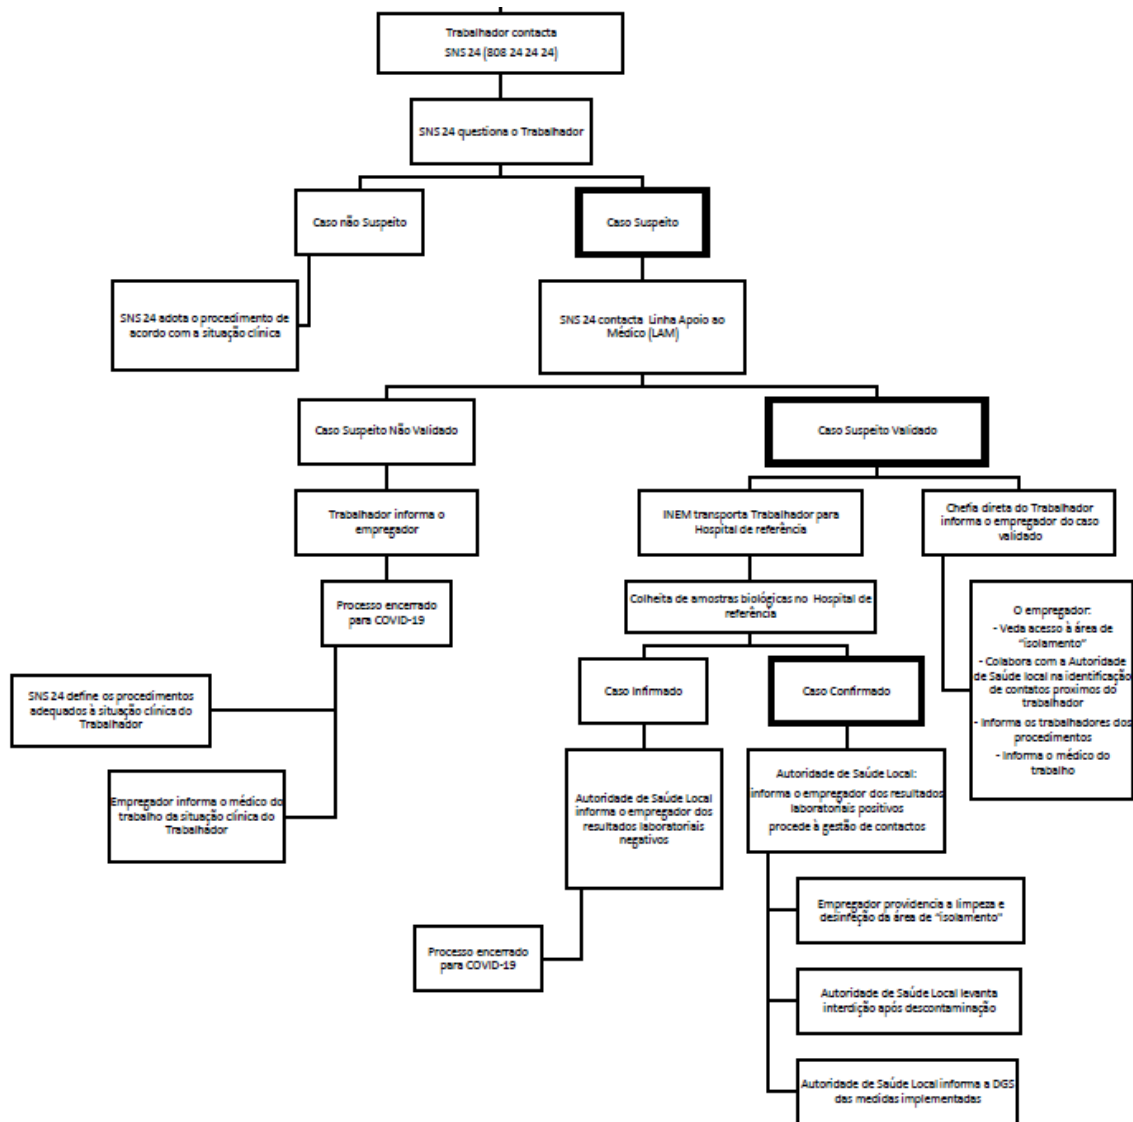 Trabalhador contacta
SNS 24 (808 24 24 24)
SNS 24 questiona o Trabalhador
Caso não Suspeito
Caso Suspeito
SNS 24 adota o procedimento de
acordo com a situação clínica
SNS 24 contacta Linha Apoio ao
Médico (LAM)
Caso Suspeito Não Validado
Caso Suspeito Validado
Trabalhador informa o
empregador
INEM transporta Trabalhador para
Hospital de referência
Chefia direta do Trabalhador
informa o empregador do caso
validado
Processo encerrado
para COVID-19
Colheita de amostras biológicas no Hospital de
referência
O empregador:
- Veda acesso à área de
"isolamento"
- Colabora com a Autoridade
de Saúde local na identificação
de contatos proximos do
trabalhador
- Informa os trabalhadores dos
procedimentos
- Informa o médico do
trabalho
SNS 24 define os procedimentos
adequados à situação clínica do
Trabalhador
Caso Infirmado
Caso Confirmado
Empregador informa o médico do
trabalho da situação clínica do
Trabalhador
Autoridade de Saúde Local
informa o empregador dos
resultados laboratoriais
negativos
Autoridade de Saúde Local:
informa o empregador dos resultados
laboratoriais positivos
procede à gestão de contactos
Processo encerrado
para COVID-19
Empregador providencia a limpeza e
desinfeção da área de "isolamento"
Autoridade de Saúde Local levanta
interdição após descontaminação
Autoridade de Saúde Local informa a DGS
das medidas implementadas